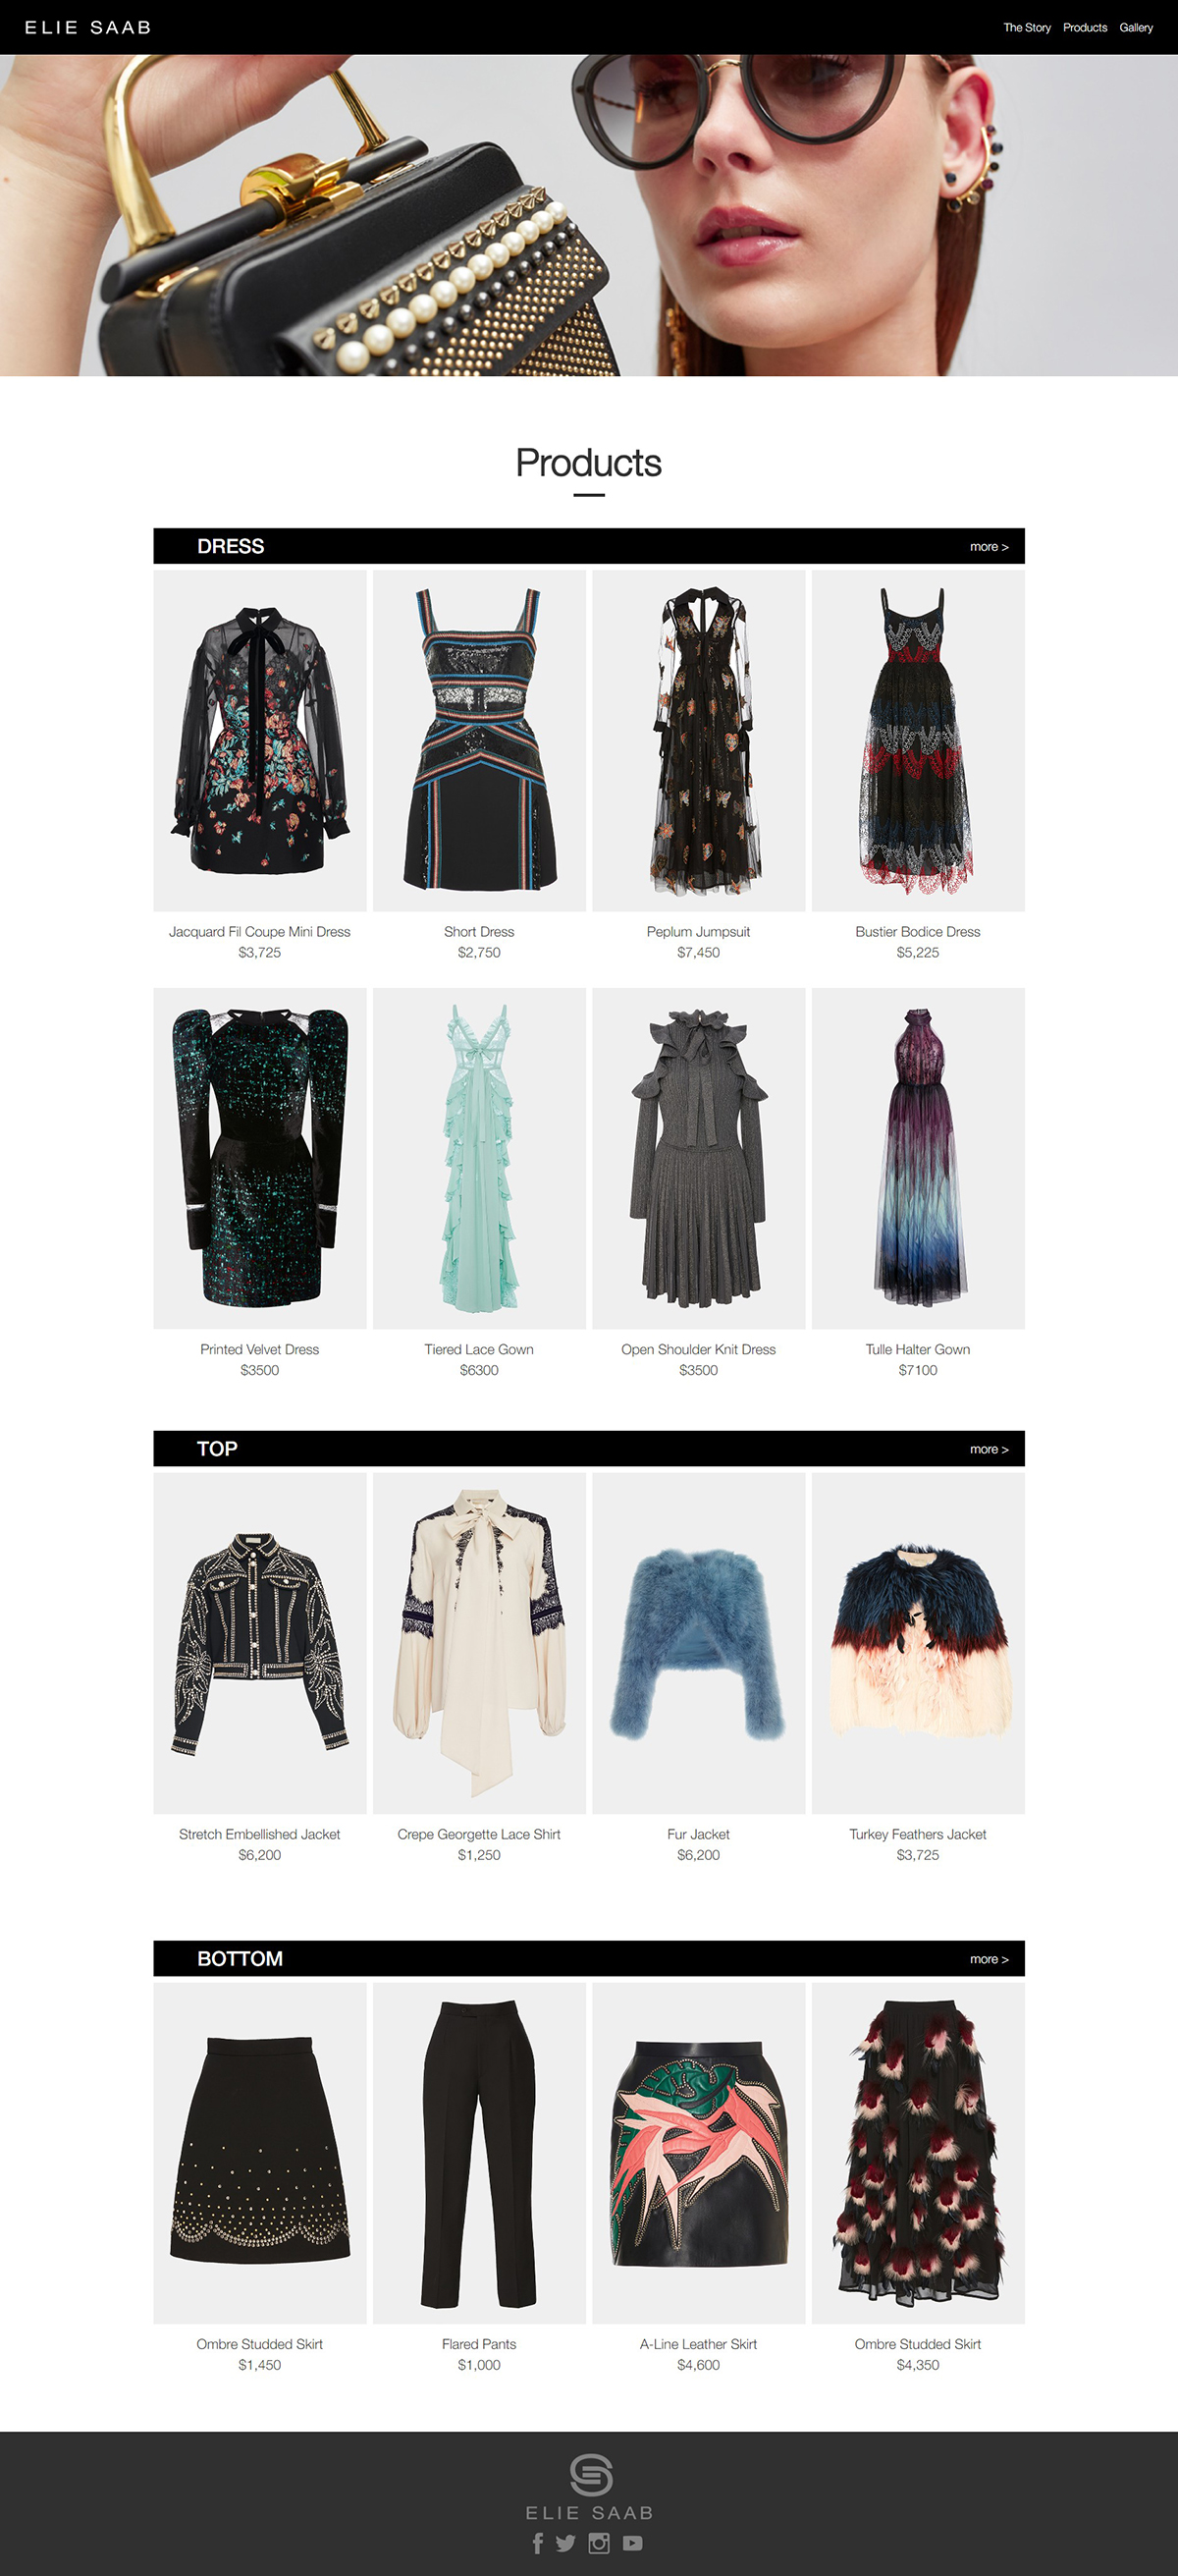 ELIE SAAB
The Story Products Gallery
Products
DRESS more >
Jacquard Fil Coupe Mini Dress
$3,725
Short Dress
$2,750
Peplum Jumpsuit
$7,450
Bustier Bodice Dress
$5,225
Printed Velvet Dress
$3500
Tiered Lace Gown
$6300
Open Shoulder Knit Dress
$3500
Tulle Halter Gown
$7100
TOP more >
Stretch Embellished Jacket
$6,200
Crepe Georgette Lace Shirt
$1,250
Fur Jacket
$6,200
Turkey Feathers Jacket
$3,725
BOTTOM more >
Ombre Studded Skirt
$1,450
Flared Pants
$1,000
A-Line Leather Skirt
$4,600
Ombre Studded Skirt
$4,350
ELIE SAAB